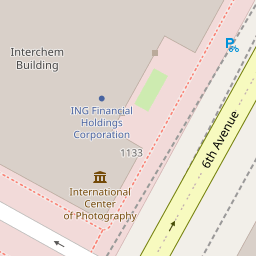 Interchem
Building
ING Financial
Holdings
Corporation
1133
6th Avenue
International
Center
of Photography
P